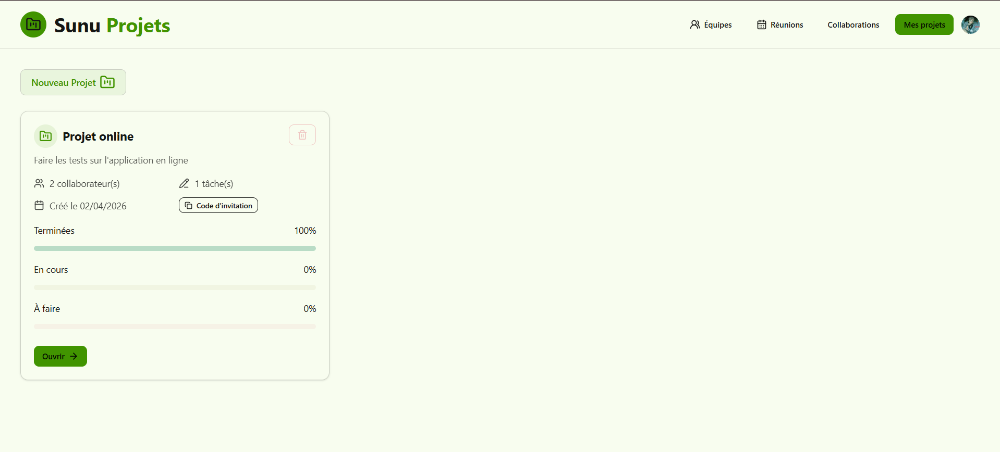 Sunu Projets
Équipes
Réunions
Collaborations
Mes projets
Nouveau Projet
Projet online
Faire les tests sur l'application en ligne
2 collaborateur(s)
1 tâche(s)
Créé le 02/04/2026
Code d'invitation
Terminées
100%
En cours
0%
À faire
0%
Ouvrir